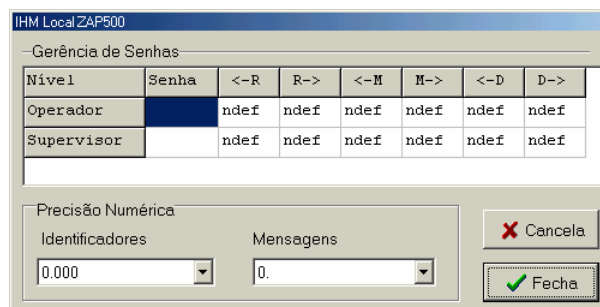 IHM Local ZAP500
Gerência de Senhas
Nível Senha <-R R-> <-M M-> <-D D->
Operador ndef ndef ndef ndef ndef ndef
Supervisor ndef ndef ndef ndef ndef ndef
Precisão Numérica
Identificadores Mensagens
0.000 0.
Cancela
Fecha